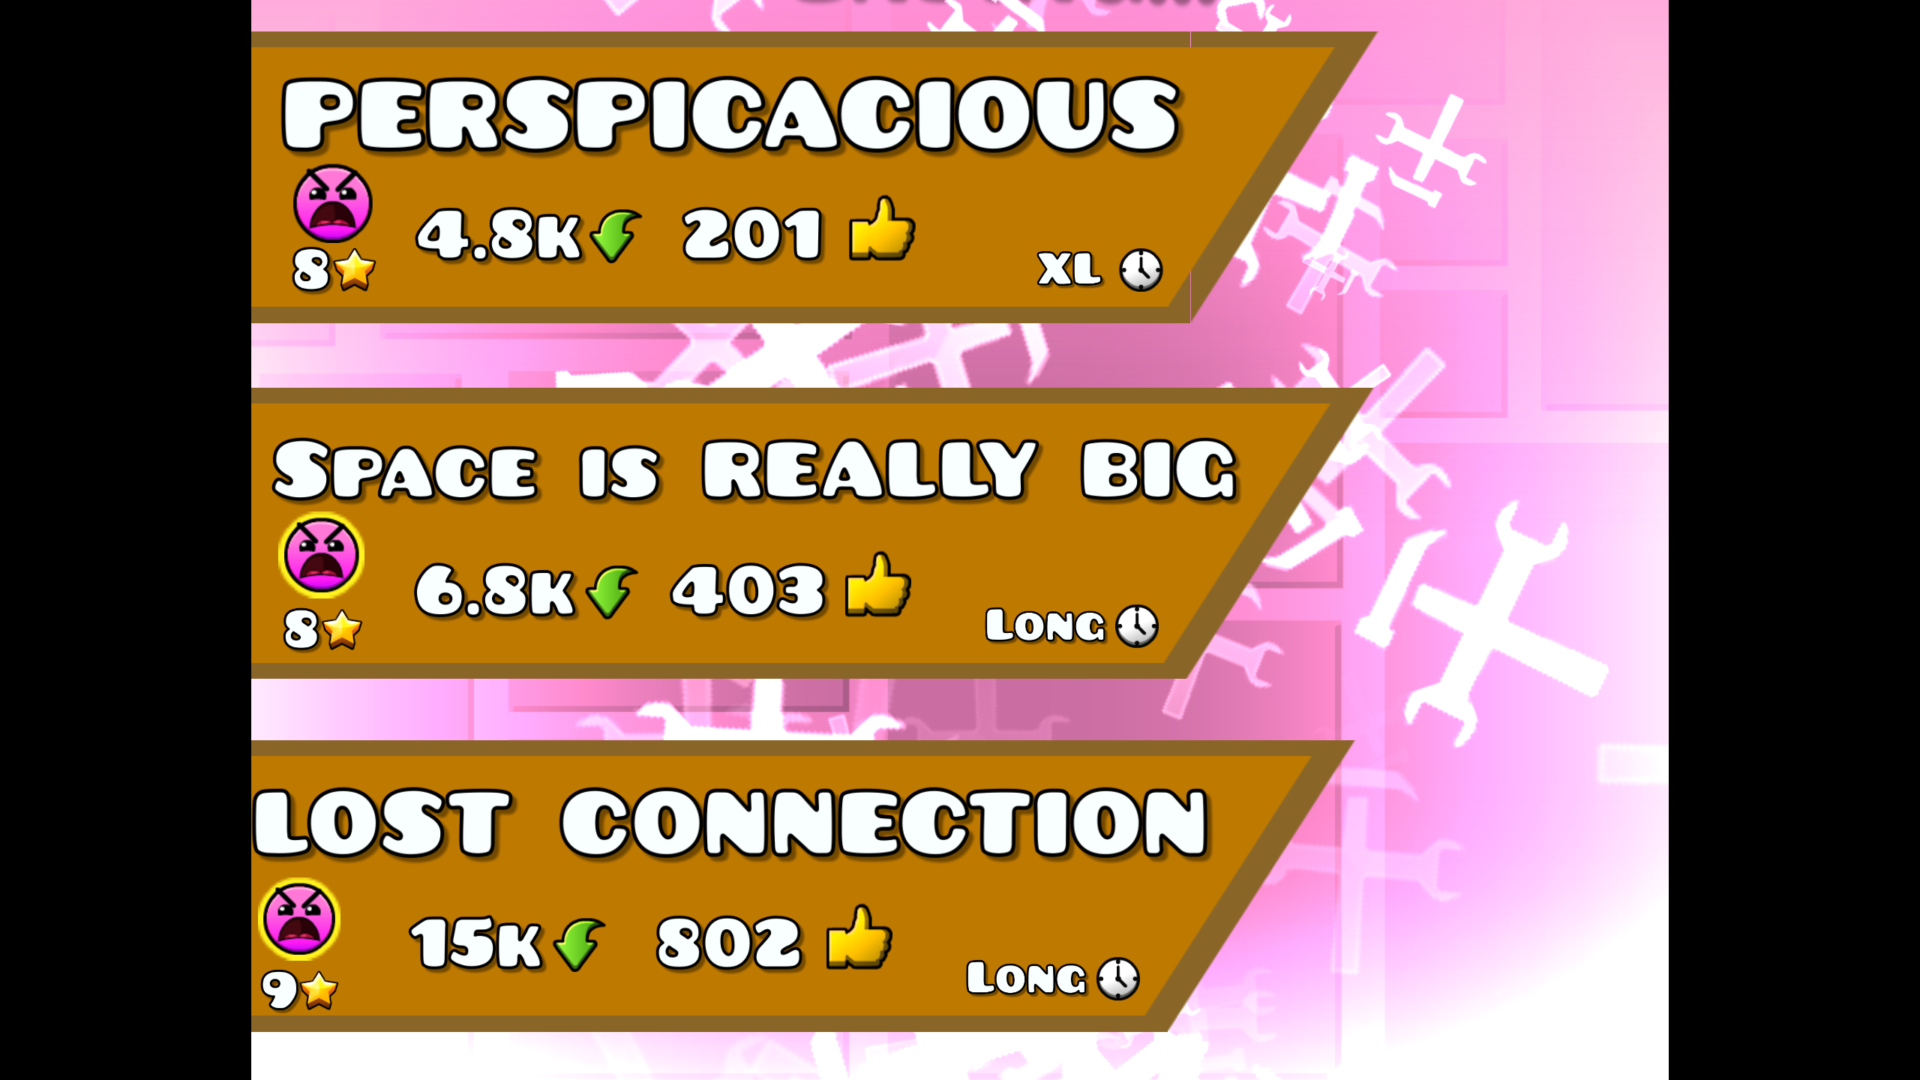 PERSPICACIOUS
4.8K 201
8 XL
SPACE IS REALLY BIG
6.8K 403
8 LONG
LOST CONNECTION
15K 802
9 LONG